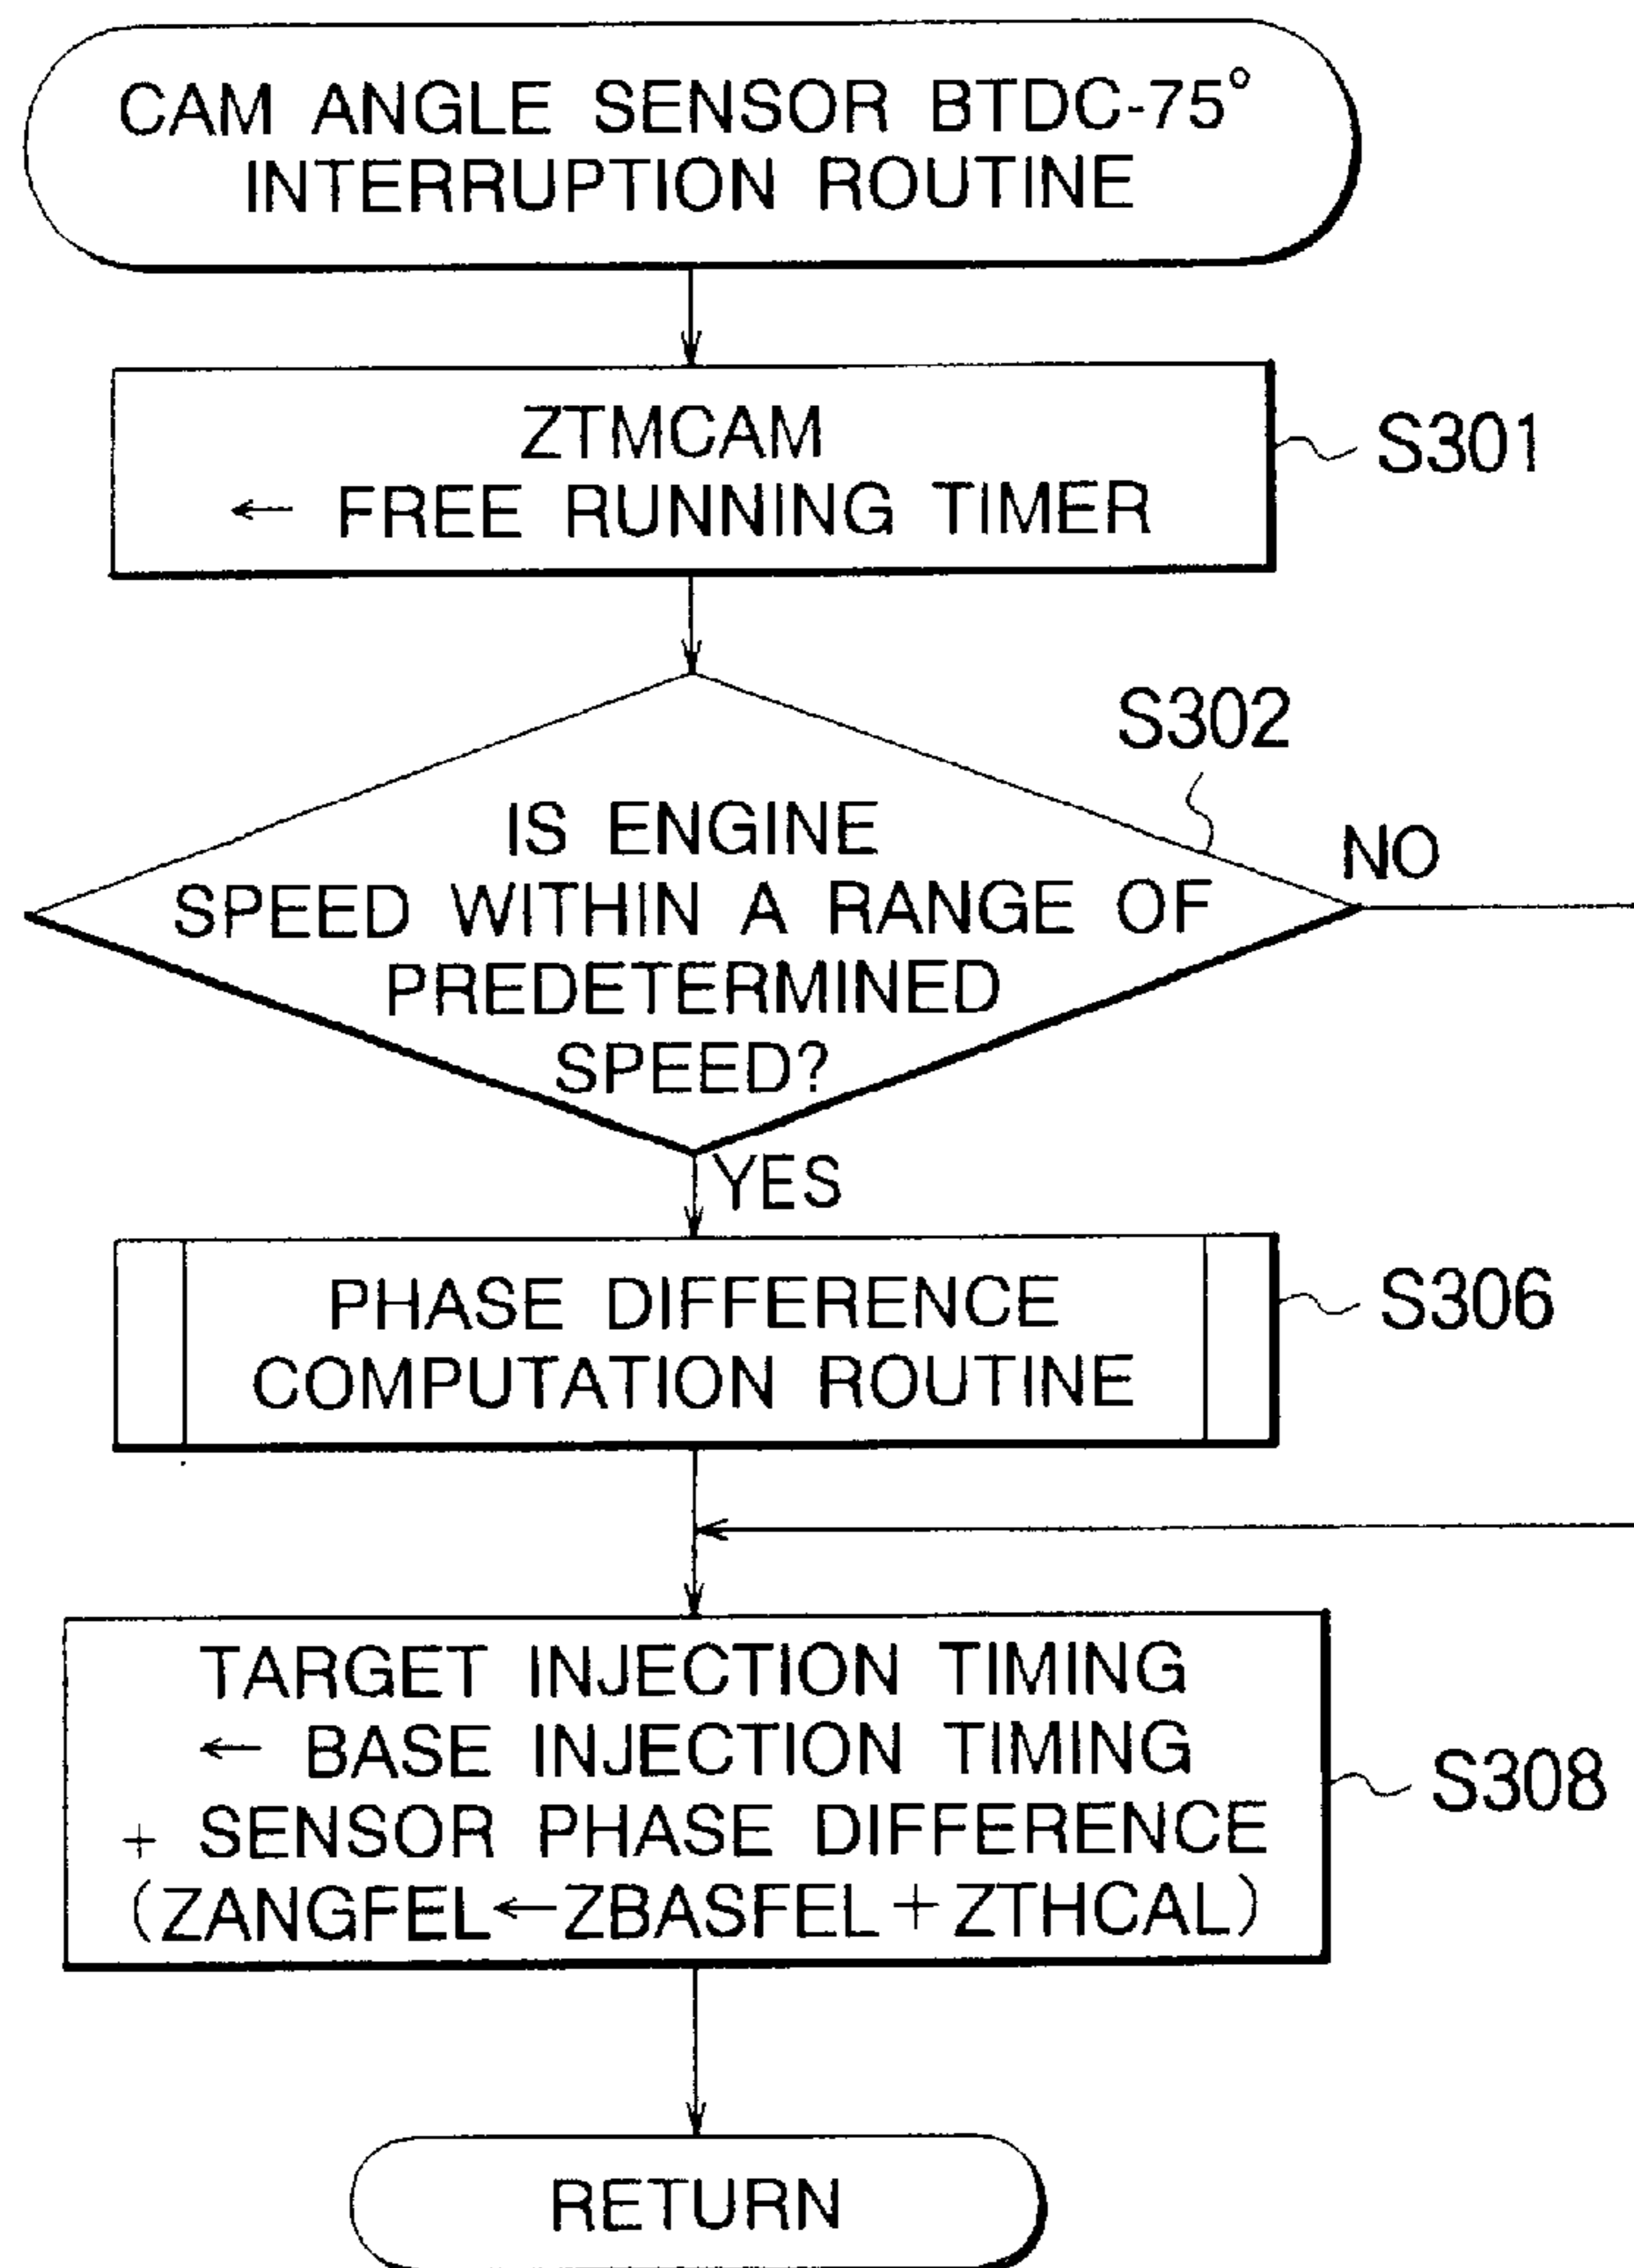 CAM ANGLE SENSOR BTDC-75°
INTERRUPTION ROUTINE
ZTMCAM
← FREE RUNNING TIMER
S301
S302
IS ENGINE
SPEED WITHIN A RANGE OF
PREDETERMINED
SPEED?
NO
YES
PHASE DIFFERENCE
COMPUTATION ROUTINE
S306
TARGET INJECTION TIMING
← BASE INJECTION TIMING
+ SENSOR PHASE DIFFERENCE
(ZANGFEL←ZBASFEL+ZTHCAL)
S308
RETURN